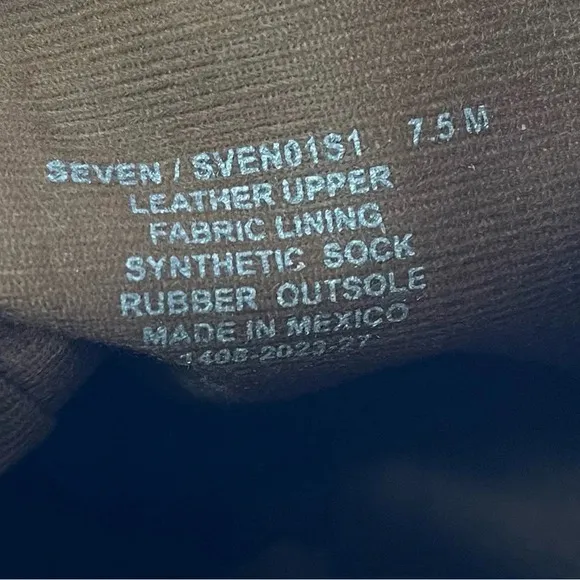 SEVEN / SVEN01S1 7.5 M
LEATHER UPPER
FABRIC LINING
SYNTHETIC SOCK
RUBBER OUTSOLE
MADE IN MEXICO